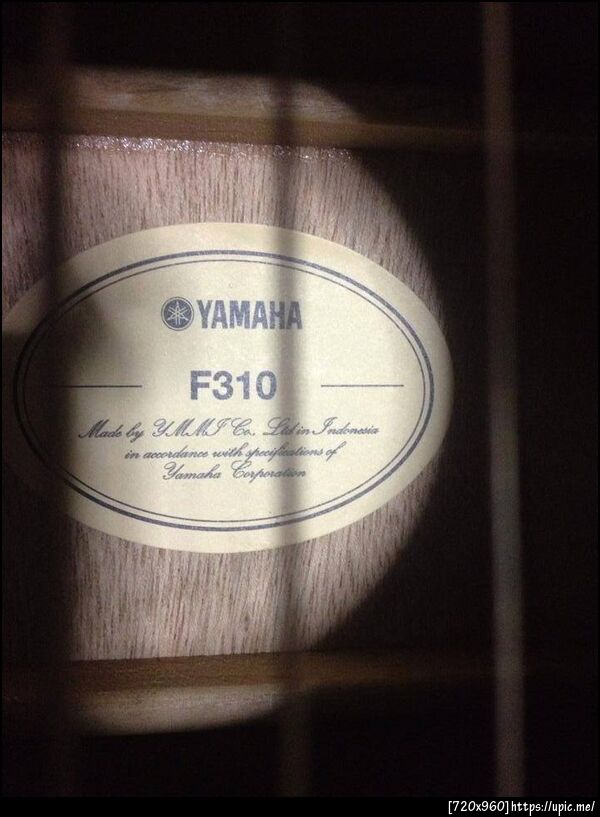 YAMAHA
F310
Made by YMMI Co., Ltd in Indonesia
in accordance with specifications of
Yamaha Corporation
[720x960]https://upic.me/